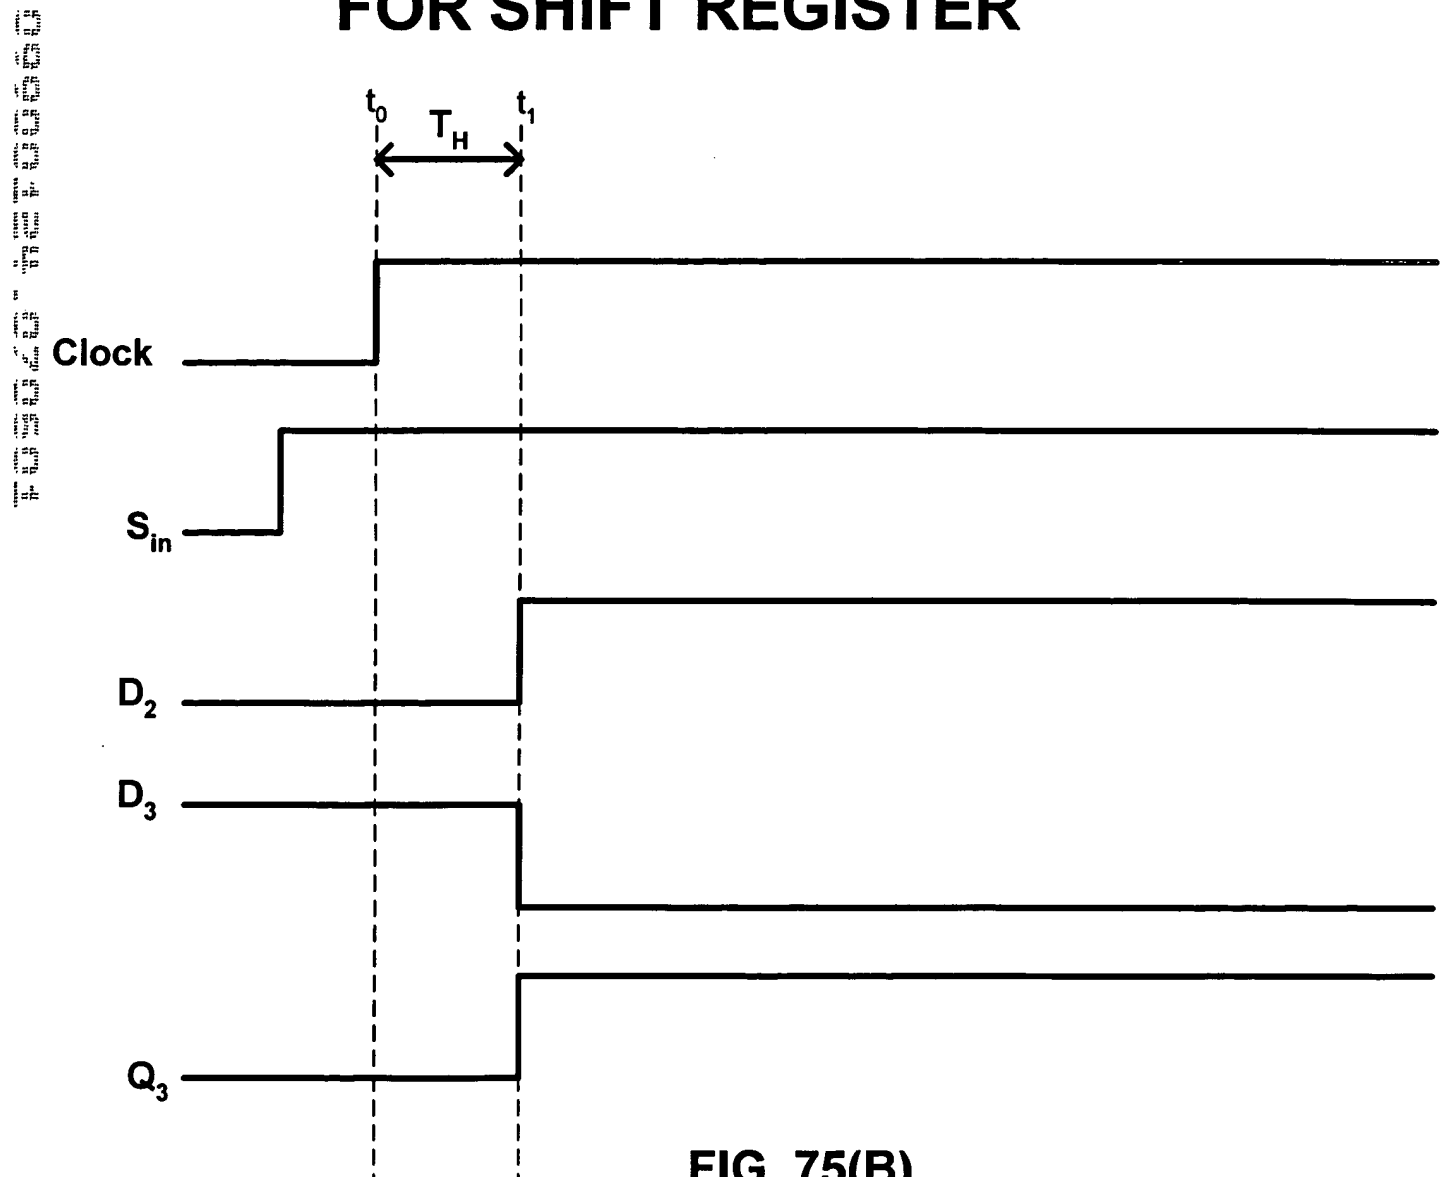 FOR SHIFT REGISTER
t0
TH
t1
Clock
Sin
D2
D3
Q3
FIG. 75(B)